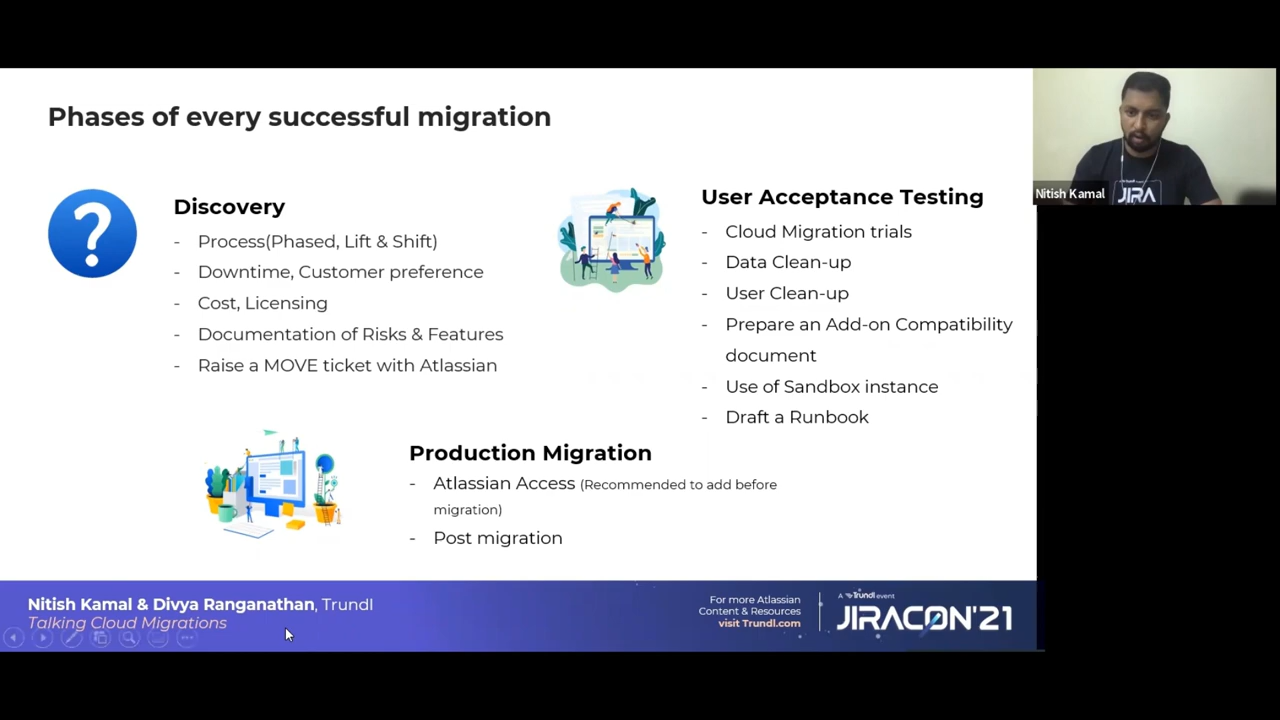 Phases of every successful migration
Discovery
- Process(Phased, Lift & Shift)
- Downtime, Customer preference
- Cost, Licensing
- Documentation of Risks & Features
- Raise a MOVE ticket with Atlassian
User Acceptance Testing
- Cloud Migration trials
- Data Clean-up
- User Clean-up
- Prepare an Add-on Compatibility
document
- Use of Sandbox instance
- Draft a Runbook
Production Migration
- Atlassian Access (Recommended to add before
migration)
- Post migration
Nitish Kamal & Divya Ranganathan, Trundl
Talking Cloud Migrations
For more Atlassian
Content & Resources
visit Trundl.com
A Trundl event
JIRACON'21
Nitish Kamal
JIRA